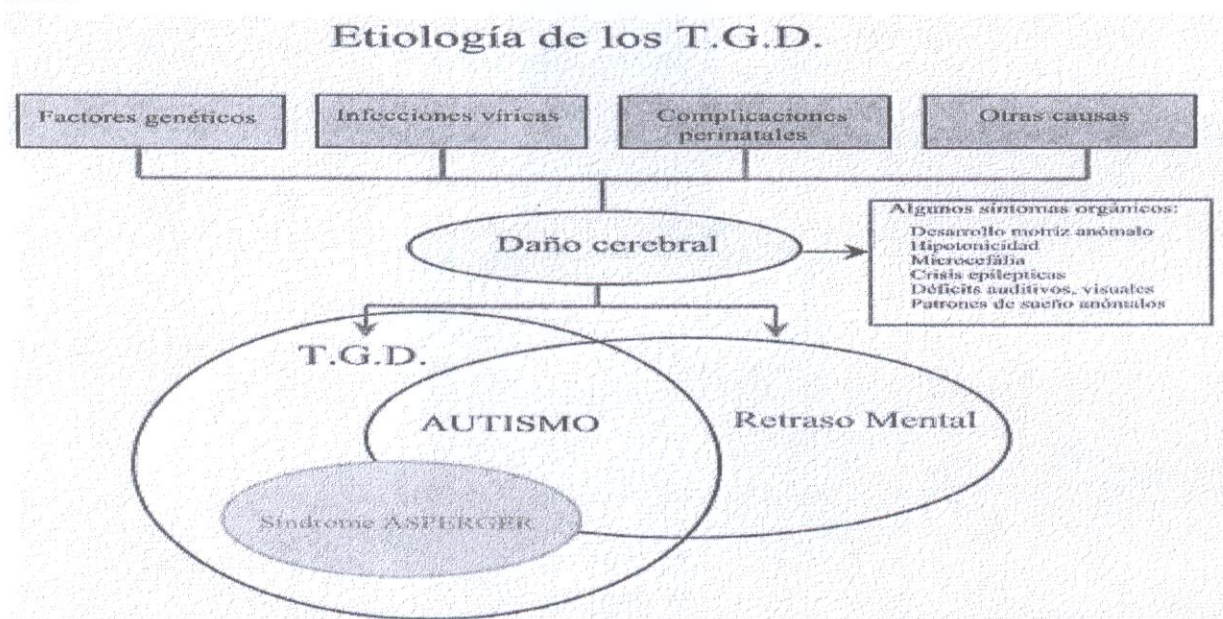 Etiología de los T.G.D.
Factores genéticos
Infecciones víricas
Complicaciones
perinatales
Otras causas
Daño cerebral
Algunos síntomas orgánicos:
Desarrollo motriz anómalo
Hipotonicidad
Microcefália
Crisis epilepticas
Déficits auditivos, visuales
Patrones de sueño anómalos
T.G.D.
AUTISMO
Retraso Mental
Síndrome ASPERGER